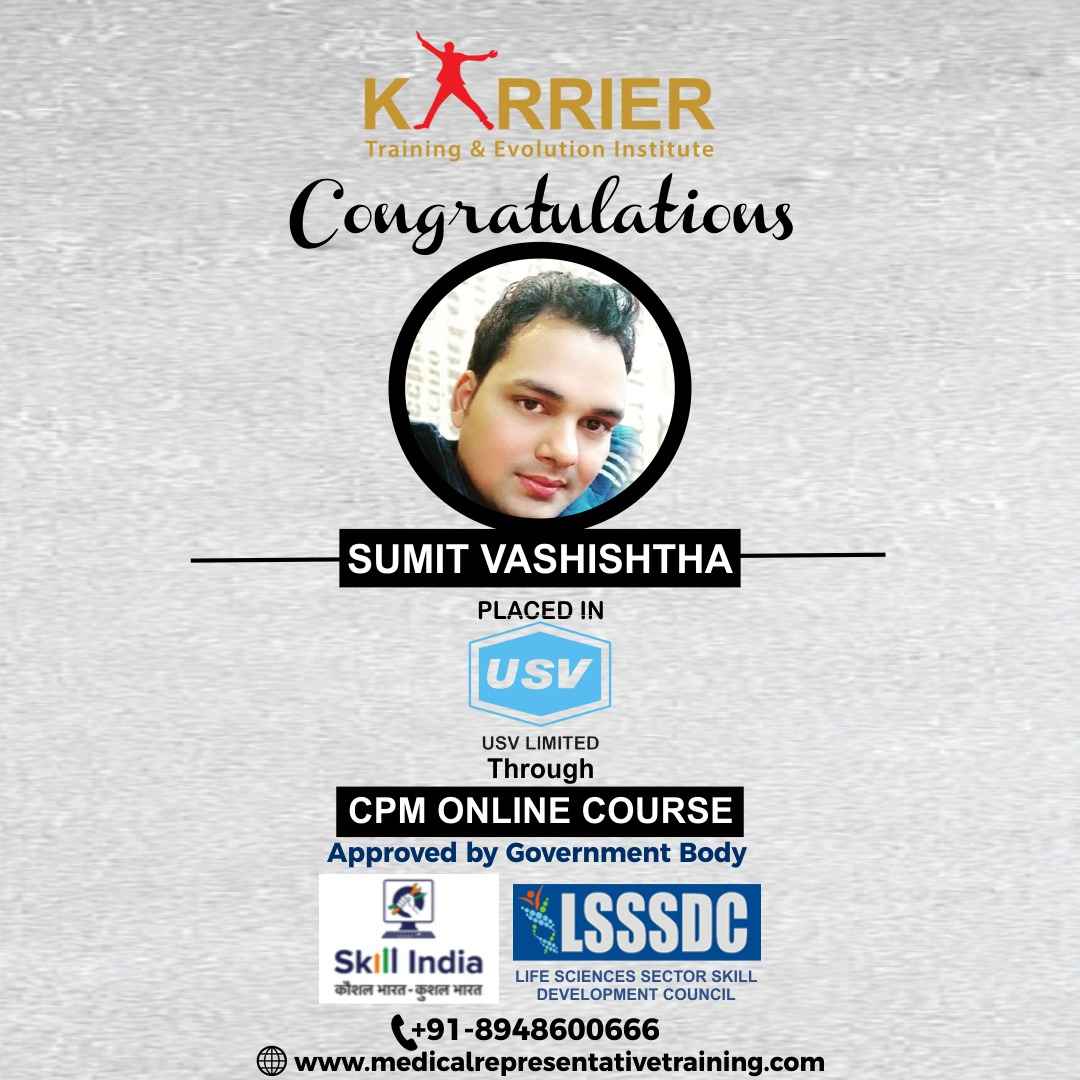 KARRIER
Training & Evolution Institute
Congratulations
SUMIT VASHISHTHA
PLACED IN
USV
USV LIMITED
Through
CPM ONLINE COURSE
Approved by Government Body
Skill India
कौशल भारत-कुशल भारत
LSSSDC
LIFE SCIENCES SECTOR SKILL
DEVELOPMENT COUNCIL
+91-8948600666
www.medicalrepresentativetraining.com